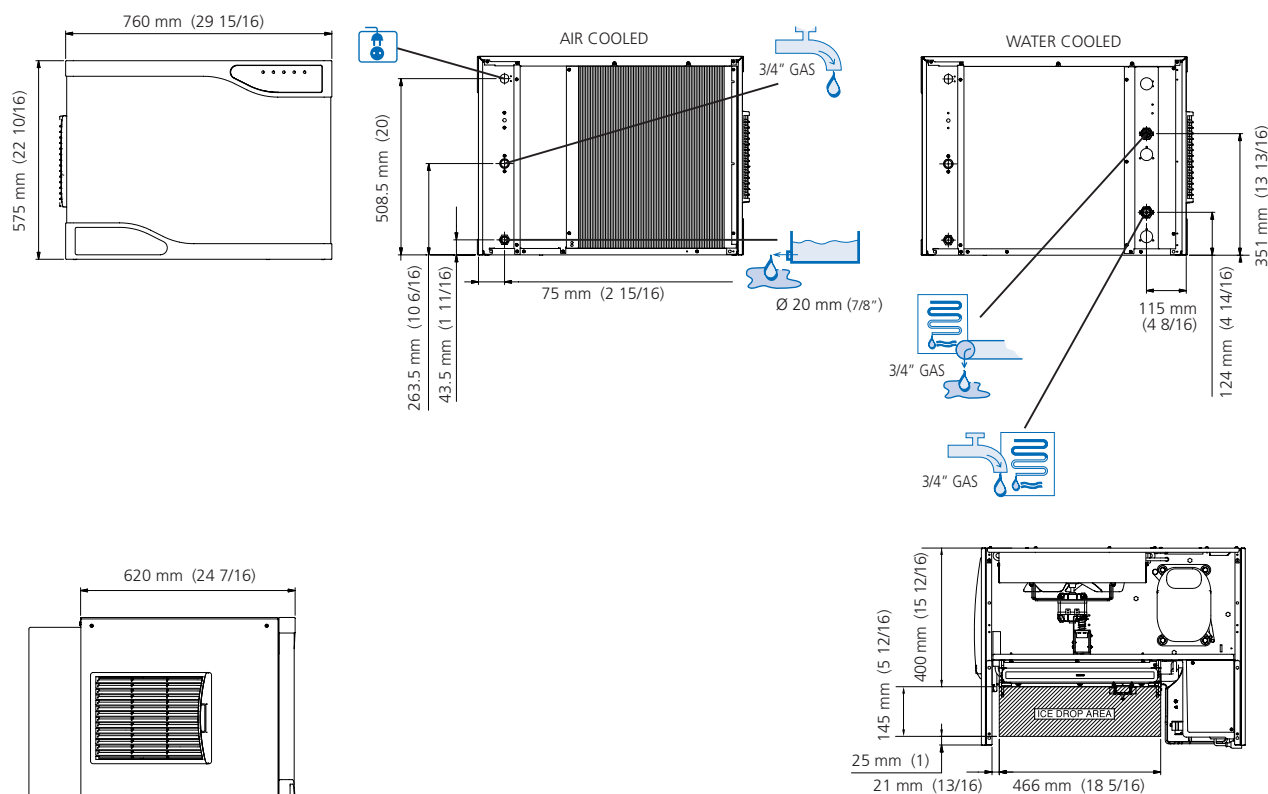 760 mm (29 15/16)
575 mm (22 10/16)
AIR COOLED
3/4” GAS
508.5 mm (20)
263.5 mm (10 6/16)
43.5 mm (1 11/16)
75 mm (2 15/16)
Ø 20 mm (7/8”)
WATER COOLED
351 mm (13 13/16)
124 mm (4 14/16)
115 mm
(4 8/16)
3/4” GAS
3/4” GAS
620 mm (24 7/16)
400 mm (15 12/16)
145 mm (5 12/16)
ICE DROP AREA
25 mm (1)
21 mm (13/16)
466 mm (18 5/16)